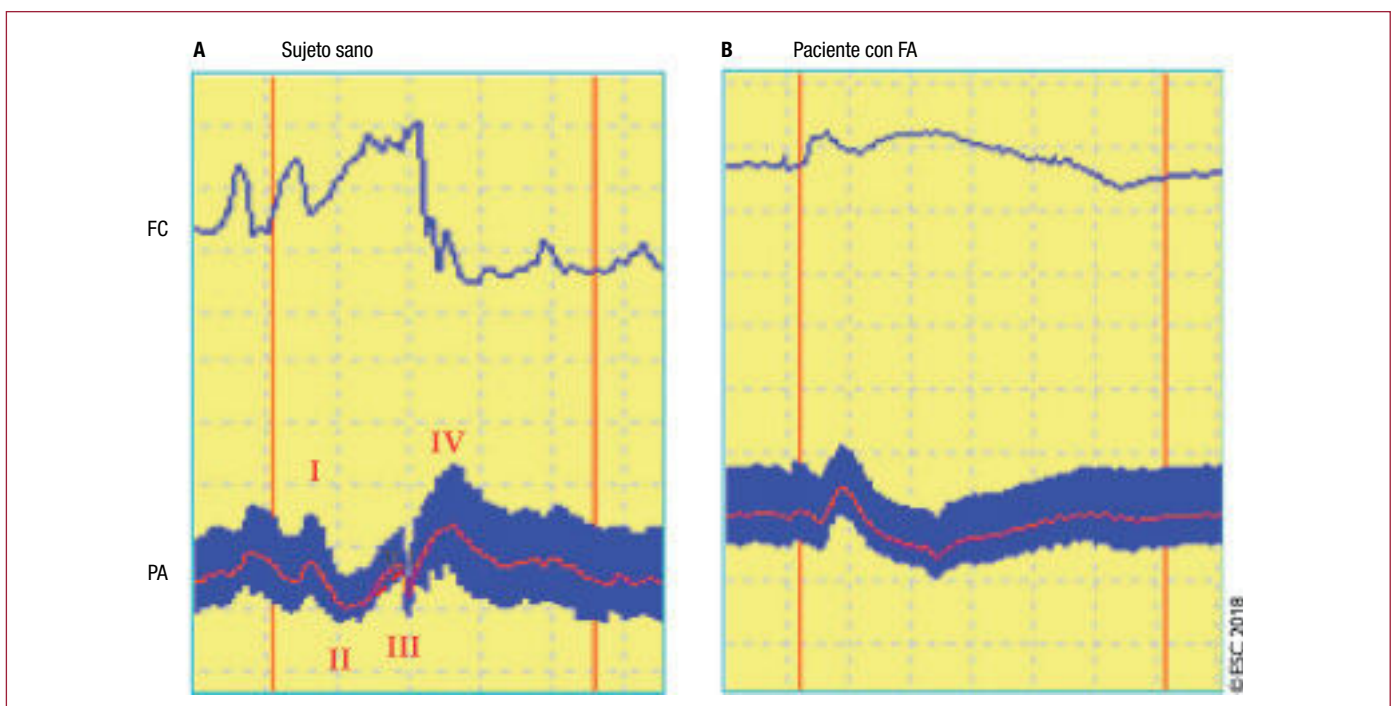 A Sujeto sano
B Paciente con FA
FC
I
IV
PA
II
III
©ESC 2018